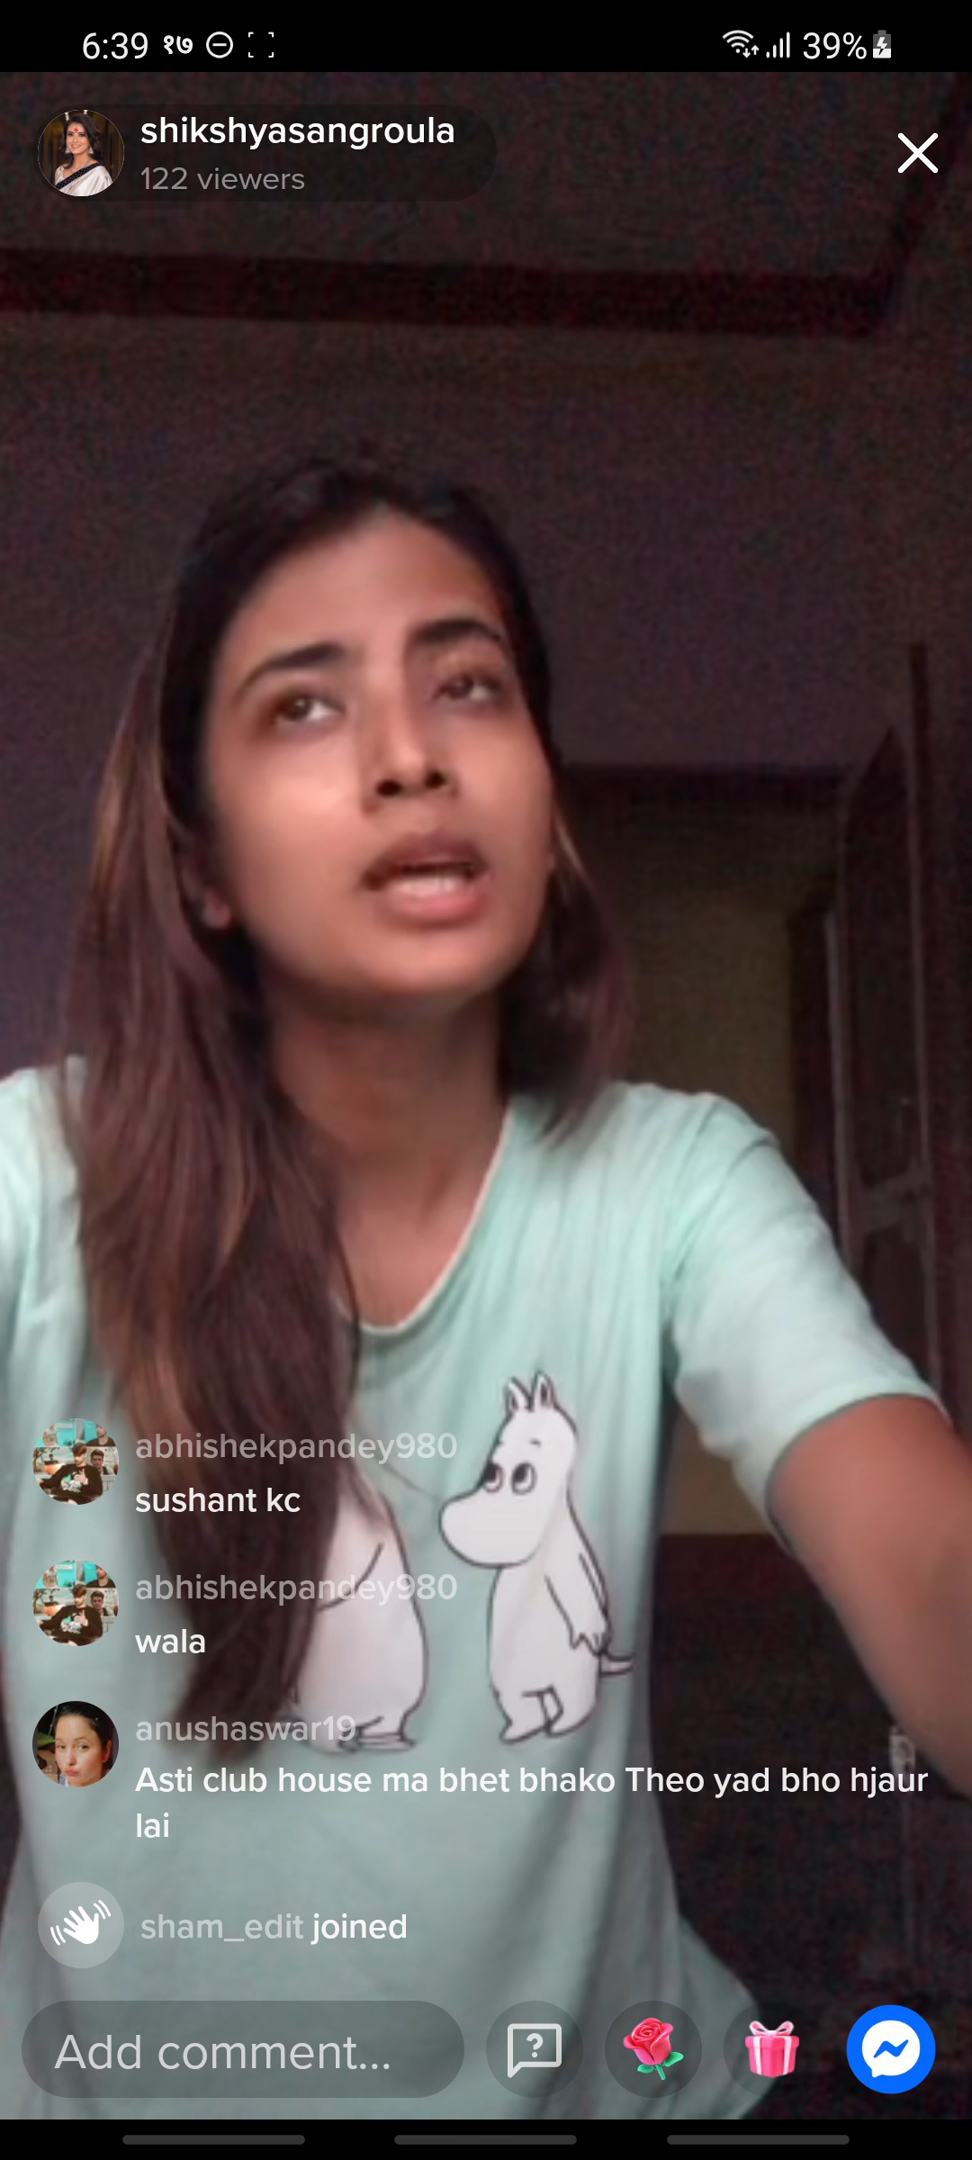 6:39 १७ 39%
shikshyasangroula
122 viewers
abhishekpandey980
sushant kc
abhishekpandey980
wala
anushaswar19
Asti club house ma bhet bhako Theo yad bho hjaur
lai
sham_edit joined
Add comment...